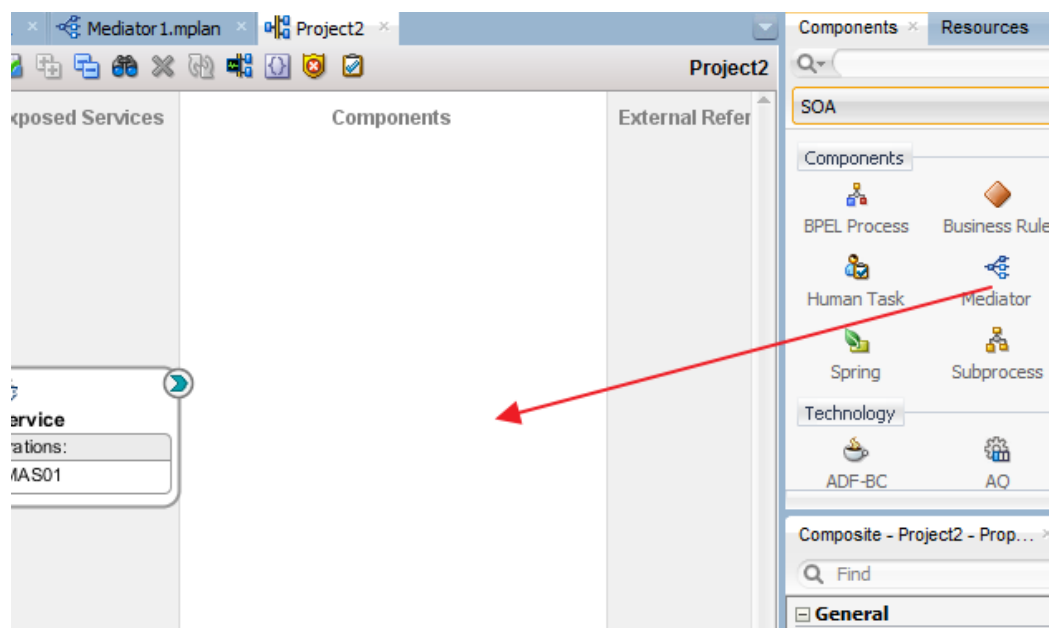 Mediator1.mplan
Project2
Components
Resources
Project2
xposed Services
Components
External Refer
SOA
Components
BPEL Process
Business Rule
Human Task
Mediator
Spring
Subprocess
Technology
ADF-BC
AQ
ervice
rations:
MAS01
Composite - Project2 - Prop...
Find
General